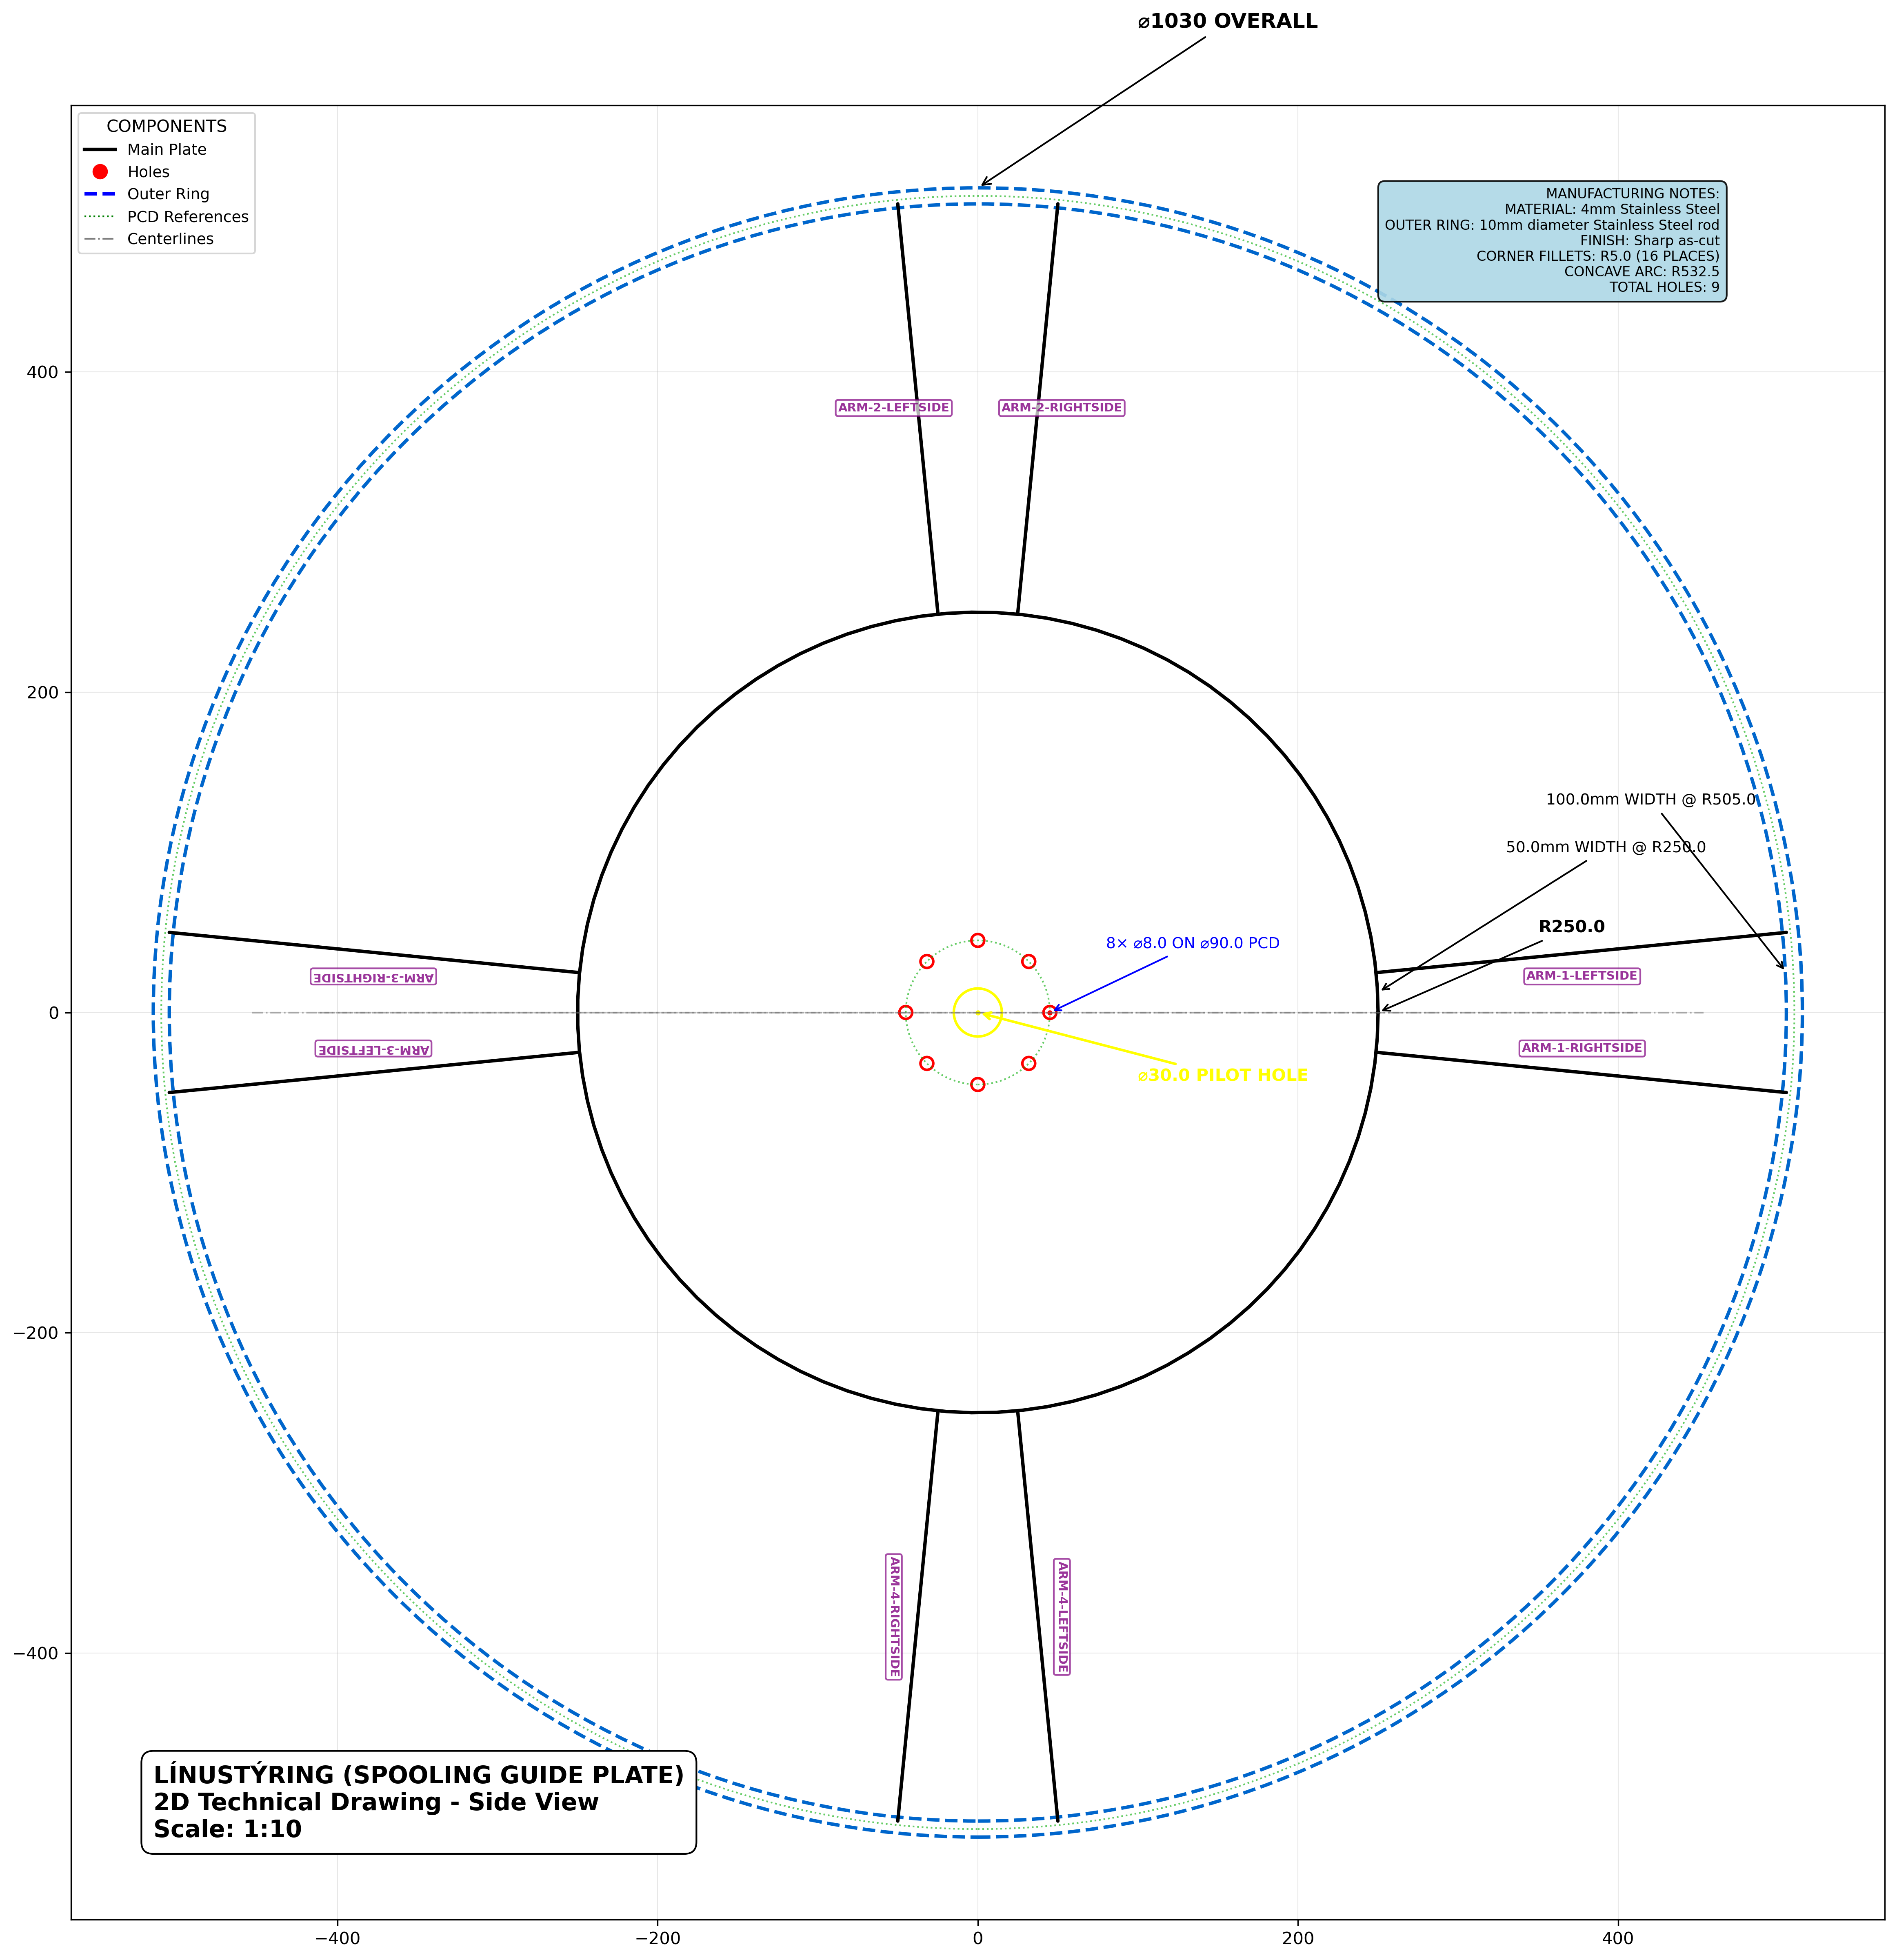 ⌀1030 OVERALL
COMPONENTS
Main Plate
Holes
Outer Ring
PCD References
Centerlines
MANUFACTURING NOTES:
MATERIAL: 4mm Stainless Steel
OUTER RING: 10mm diameter Stainless Steel rod
FINISH: Sharp as-cut
CORNER FILLETS: R5.0 (16 PLACES)
CONCAVE ARC: R532.5
TOTAL HOLES: 9
400
ARM-2-LEFTSIDE
ARM-2-RIGHTSIDE
200
100.0mm WIDTH @ R505.0
50.0mm WIDTH @ R250.0
R250.0
8× ⌀8.0 ON ⌀90.0 PCD
ARM-3-RIGHTSIDE
ARM-1-LEFTSIDE
0
ARM-3-LEFTSIDE
ARM-1-RIGHTSIDE
⌀30.0 PILOT HOLE
−200
ARM-4-RIGHTSIDE
ARM-4-LEFTSIDE
−400
LÍNUSTÝRING (SPOOLING GUIDE PLATE)
2D Technical Drawing - Side View
Scale: 1:10
−400
−200
0
200
400